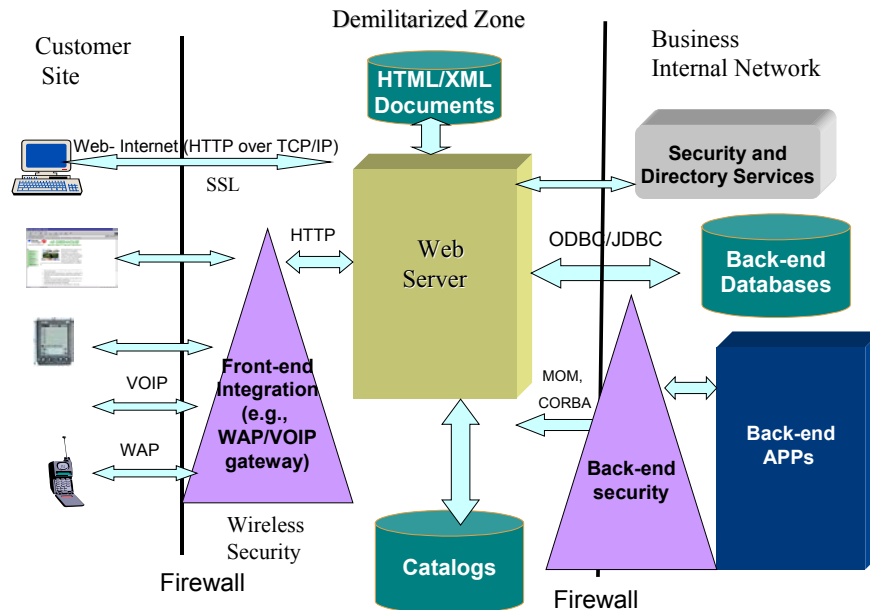 Demilitarized Zone
Customer
Site
Business
Internal Network
HTML/XML
Documents
Web- Internet (HTTP over TCP/IP)
SSL
Security and
Directory Services
HTTP
Web
Server
ODBC/JDBC
Back-end
Databases
Front-end
Integration
(e.g.,
WAP/VOIP
gateway)
VOIP
WAP
MOM,
CORBA
Back-end
security
Back-end
APPs
Wireless
Security
Catalogs
Firewall
Firewall